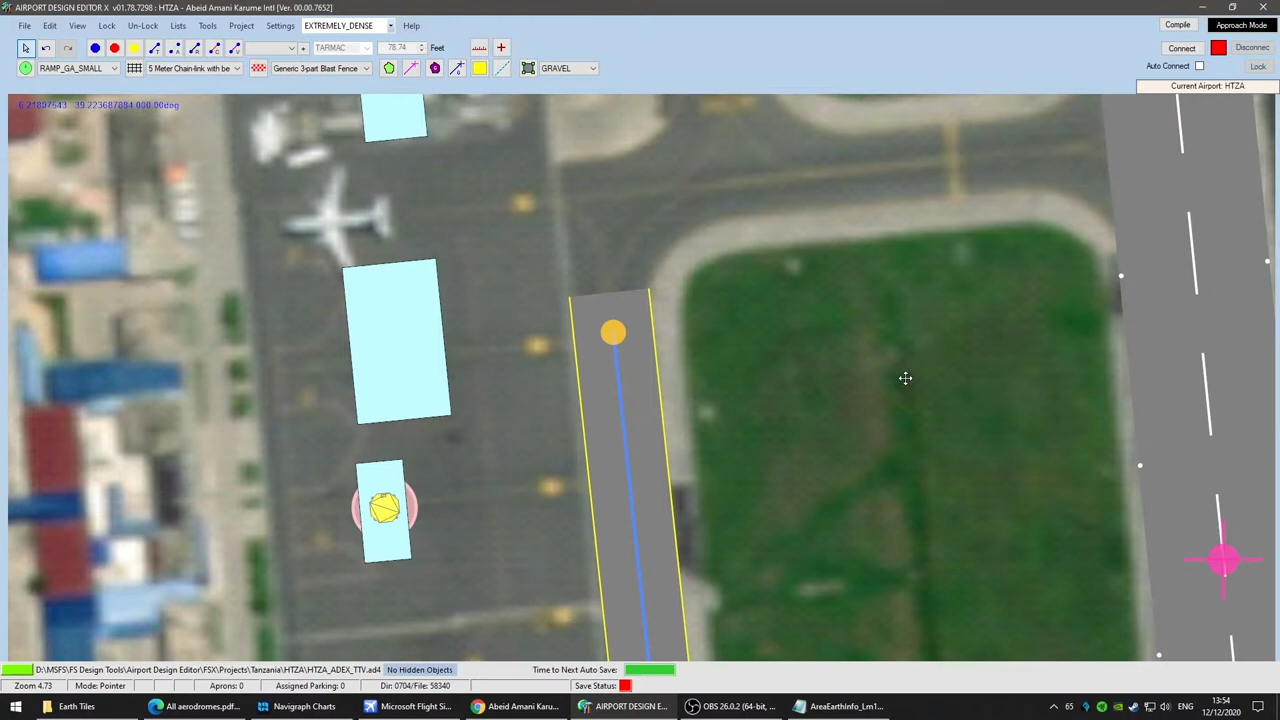 AIRPORT DESIGN EDITOR X  v01.78.7298 : HTZA - Abeid Amani Karume Intl (Ver. 00.00.7652)
File Edit View Lock Un-Lock Lists Tools Project Settings EXTREMELY_DENSE Help Compile Approach Mode
TARMAC 78.74 Feet Connect Disconnec
RAMP_GA_SMALL 5 Meter Chain-link with be Generic 3-part Blast Fence GRAVEL Auto Connect Lock
Current Airport: HTZA
D:\MSFS\FS Design Tools\Airport Design Editor\FSX\Projects\Tanzania\HTZA\HTZA_ADEX_TTV.ad4 No Hidden Objects Time to Next Auto Save:
Zoom 4.73 Mode: Pointer Aprons: 0 Assigned Parking: 0 Dir: 0704/File: 58340 Save Status:
Earth Tiles All aerodromes.pdf... Navigraph Charts Microsoft Flight Si... Abeid Amani Karu... AIRPORT DESIGN E... OBS 26.0.2 (64-bit, ... AreaEarthInfo_Lm1... 65 13:54
12/12/2020